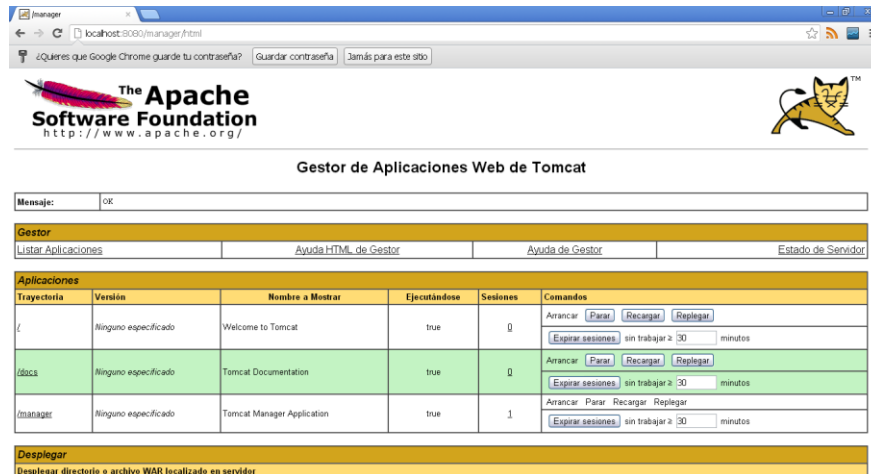 /manager
localhost:8080/manager/html
¿Quieres que Google Chrome guarde tu contraseña? Guardar contraseña Jamás para este sitio
The Apache
Software Foundation
http://www.apache.org/
TM
Gestor de Aplicaciones Web de Tomcat
Mensaje: OK
Gestor
Listar Aplicaciones Ayuda HTML de Gestor Ayuda de Gestor Estado de Servidor
Aplicaciones
Trayectoria Versión Nombre a Mostrar Ejecutándose Sesiones Comandos
/ Ninguno especificado Welcome to Tomcat true 0 Arrancar Parar Recargar Replegar
Expirar sesiones sin trabajar ≥ 30 minutos
/docs Ninguno especificado Tomcat Documentation true 0 Arrancar Parar Recargar Replegar
Expirar sesiones sin trabajar ≥ 30 minutos
/manager Ninguno especificado Tomcat Manager Application true 1 Arrancar Parar Recargar Replegar
Expirar sesiones sin trabajar ≥ 30 minutos
Desplegar
Desplegar directorio o archivo WAR localizado en servidor